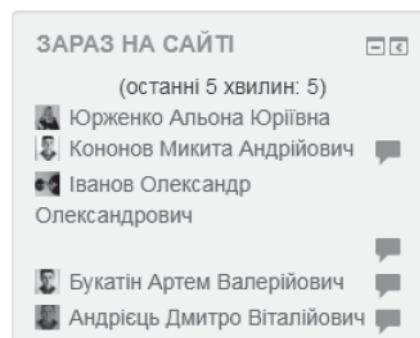 ЗАРАЗ НА САЙТІ
(останні 5 хвилин: 5)
Юрженко Альона Юріївна
Кононов Микита Андрійович
Іванов Олександр
Олександрович
Букатін Артем Валерійович
Андрієць Дмитро Віталійович